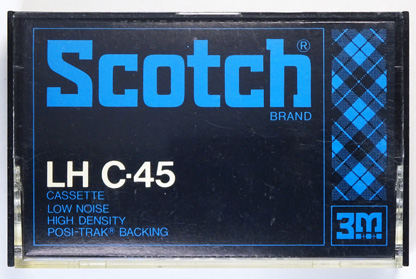 Scotch®
BRAND
LH C·45
CASSETTE
LOW NOISE
HIGH DENSITY
POSI-TRAK® BACKING
3M